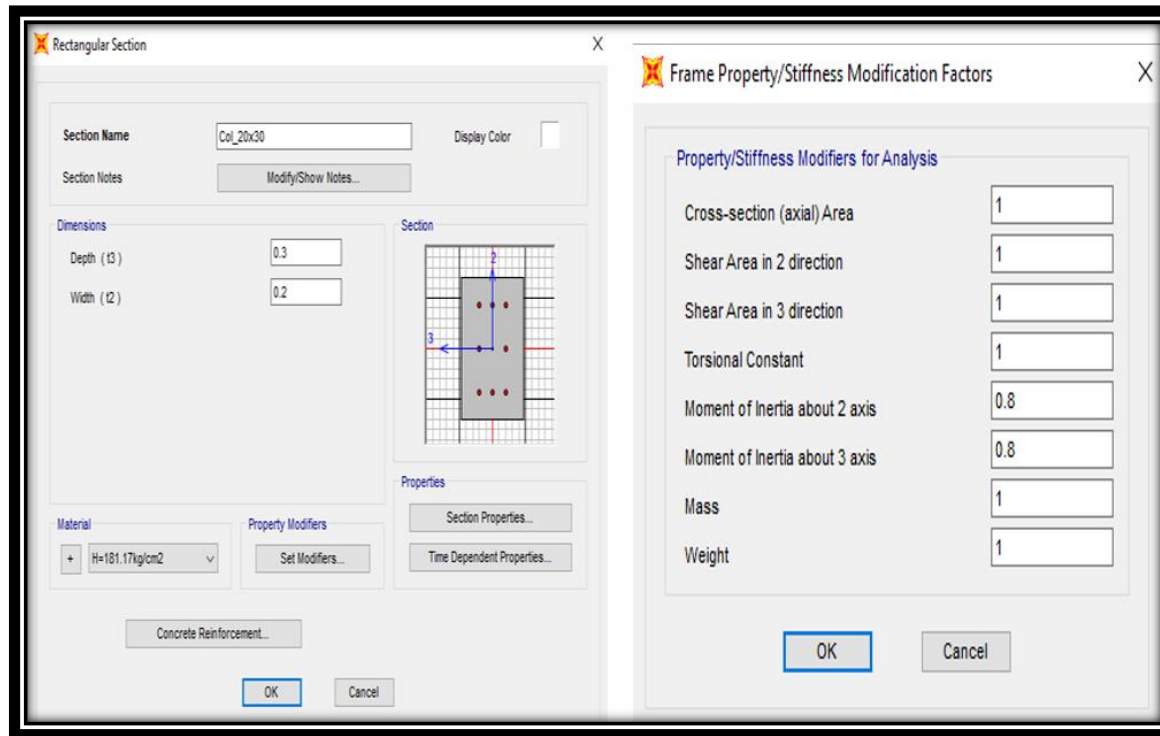 Rectangular Section X
Section Name Col_20x30 Display Color
Section Notes Modify/Show Notes...
Dimensions
Depth ( t3 ) 0.3
Width ( t2 ) 0.2
Section
2
3
Properties
Section Properties...
Time Dependent Properties...
Material
+ H=181.17kg/cm2
Property Modifiers
Set Modifiers...
Concrete Reinforcement...
OK Cancel
Frame Property/Stiffness Modification Factors X
Property/Stiffness Modifiers for Analysis
Cross-section (axial) Area 1
Shear Area in 2 direction 1
Shear Area in 3 direction 1
Torsional Constant 1
Moment of Inertia about 2 axis 0.8
Moment of Inertia about 3 axis 0.8
Mass 1
Weight 1
OK Cancel